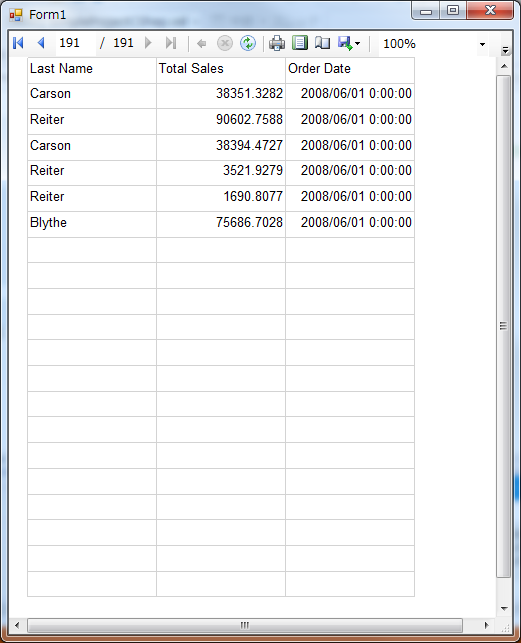 Form1
191 / 191 100%
Last Name Total Sales Order Date
Carson 38351.3282 2008/06/01 0:00:00
Reiter 90602.7588 2008/06/01 0:00:00
Carson 38394.4727 2008/06/01 0:00:00
Reiter 3521.9279 2008/06/01 0:00:00
Reiter 1690.8077 2008/06/01 0:00:00
Blythe 75686.7028 2008/06/01 0:00:00